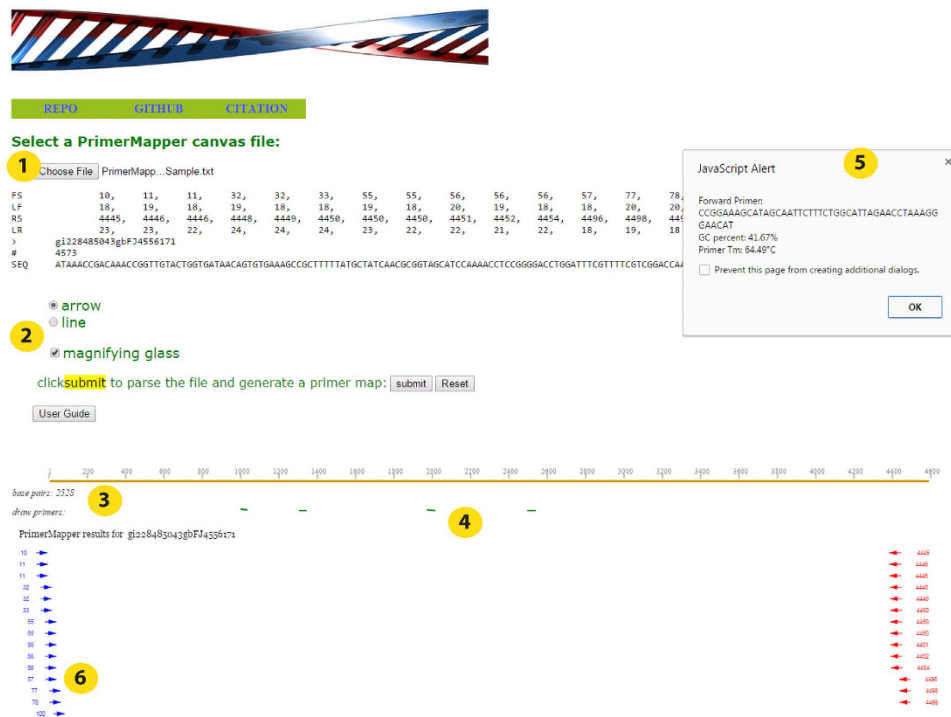 REPO GITHUB CITATION
Select a PrimerMapper canvas file:
1 Choose File PrimerMapp...Sample.txt
FS 10, 11, 11, 32, 32, 33, 55, 55, 56, 56, 56, 57, 77, 78,
LF 18, 19, 18, 19, 18, 18, 19, 18, 20, 19, 18, 18, 20, 20,
RS 4445, 4446, 4446, 4448, 4449, 4450, 4450, 4450, 4451, 4452, 4454, 4496, 4498, 449
LR 23, 23, 22, 24, 24, 24, 23, 22, 22, 21, 22, 18, 19, 18
> gi228485043gbFJ4556171
# 4573
SEQ ATAAACCGACAAACCGGTTGTACTGGTGATAACAGTGTGAAAGCCGCTTTTTATGCTATCAACGCGGTAGCATCCAAAACCTCCGGGGACCTGGATTTCGTTTTCGTCGGACCAA
5
JavaScript Alert
Forward Primer:
CCGGAAAGCATAGCAATTCTTTCTGGCATTAGAACCTAAAGG
GAACAT
GC percent: 41.67%
Primer Tm: 64.49°C
Prevent this page from creating additional dialogs.
OK
arrow
2 line
magnifying glass
clicksubmit to parse the file and generate a primer map: submit Reset
User Guide
1 200 400 600 800 1000 1200 1400 1600 1800 2000 2200 2400 2600 2800 3000 3200 3400 3600 3800 4000 4200 4400 4600
base pairs: 2528 3
draw primers: 4
PrimerMapper results for gi228485043gbFJ4556171
10 4445
11 4446
11 4446
32 4448
32 4449
33 4450
55 4450
55 4450
56 4451
56 4452
56 4454
57 6 4496
77 4498
78 4499
102